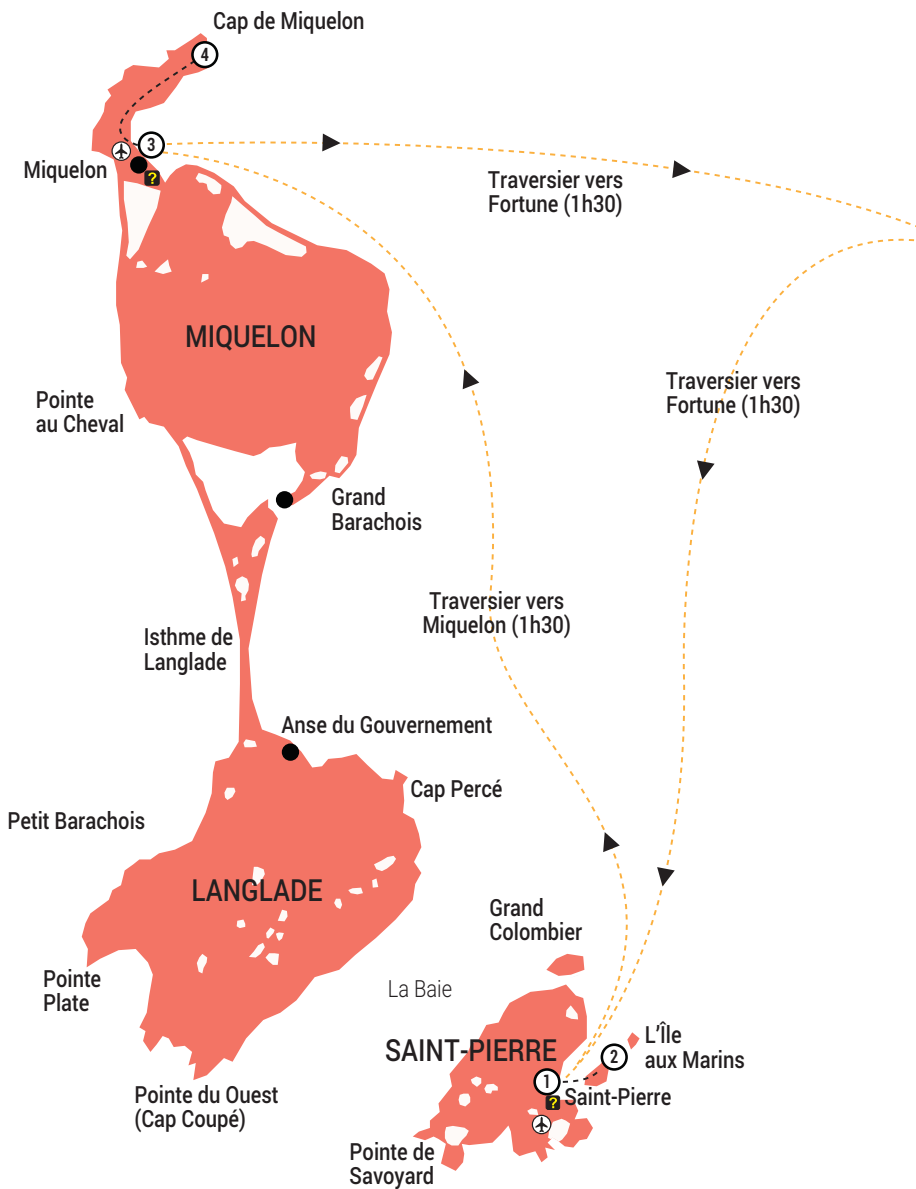 Cap de Miquelon
4
3
Miquelon
?
Traversier vers
Fortune (1h30)
MIQUELON
Traversier vers
Fortune (1h30)
Pointe
au Cheval
Grand
Barachois
Traversier vers
Miquelon (1h30)
Isthme de
Langlade
Anse du Gouvernement
Cap Percé
Petit Barachois
LANGLADE
Grand
Colombier
Pointe
Plate
La Baie
L'Île
aux Marins
SAINT-PIERRE
2
1
?
Saint-Pierre
Pointe du Ouest
(Cap Coupé)
Pointe de
Savoyard